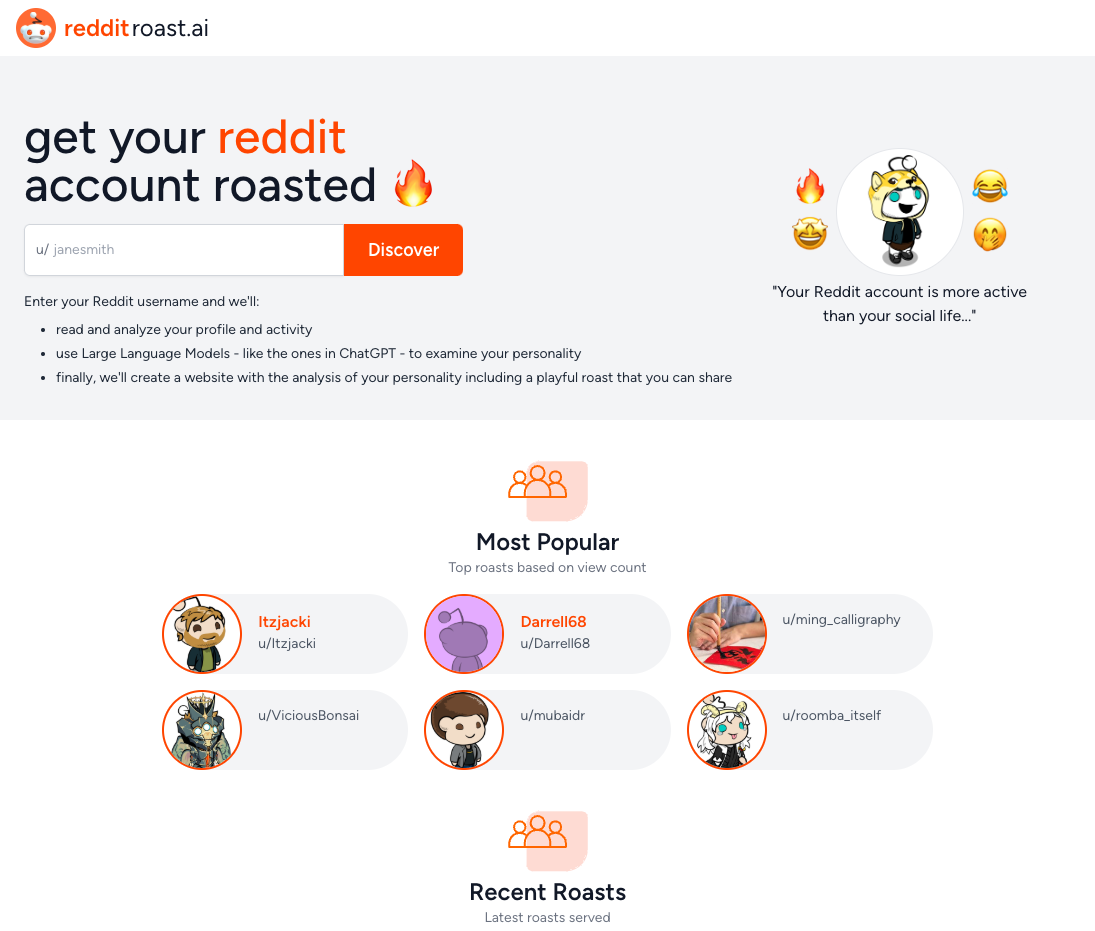 redditroast.ai
get your reddit
account roasted 🔥
u/ janesmith
Discover
Enter your Reddit username and we'll:
• read and analyze your profile and activity
• use Large Language Models - like the ones in ChatGPT - to examine your personality
• finally, we'll create a website with the analysis of your personality including a playful roast that you can share
"Your Reddit account is more active
than your social life..."
Most Popular
Top roasts based on view count
Itzjacki
u/Itzjacki
Darrell68
u/Darrell68
u/ming_calligraphy
u/ViciousBonsai
u/mubaidr
u/roomba_itself
Recent Roasts
Latest roasts served